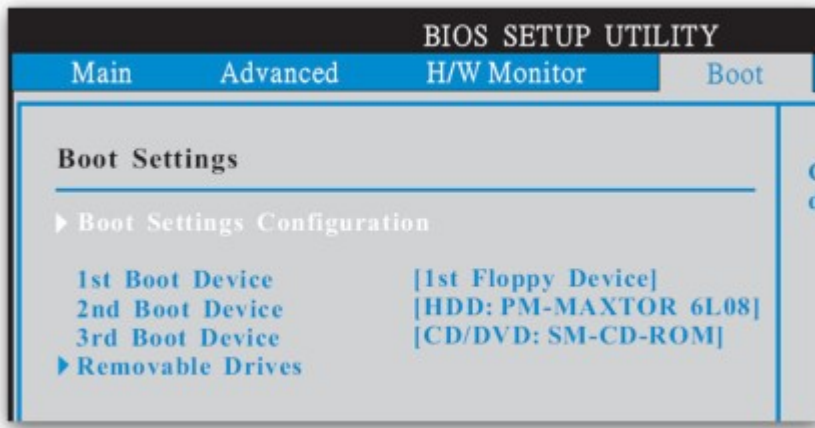 BIOS SETUP UTILITY
Main Advanced H/W Monitor Boot
Boot Settings
Boot Settings Configuration
1st Boot Device [1st Floppy Device]
2nd Boot Device [HDD: PM-MAXTOR 6L08]
3rd Boot Device [CD/DVD: SM-CD-ROM]
Removable Drives